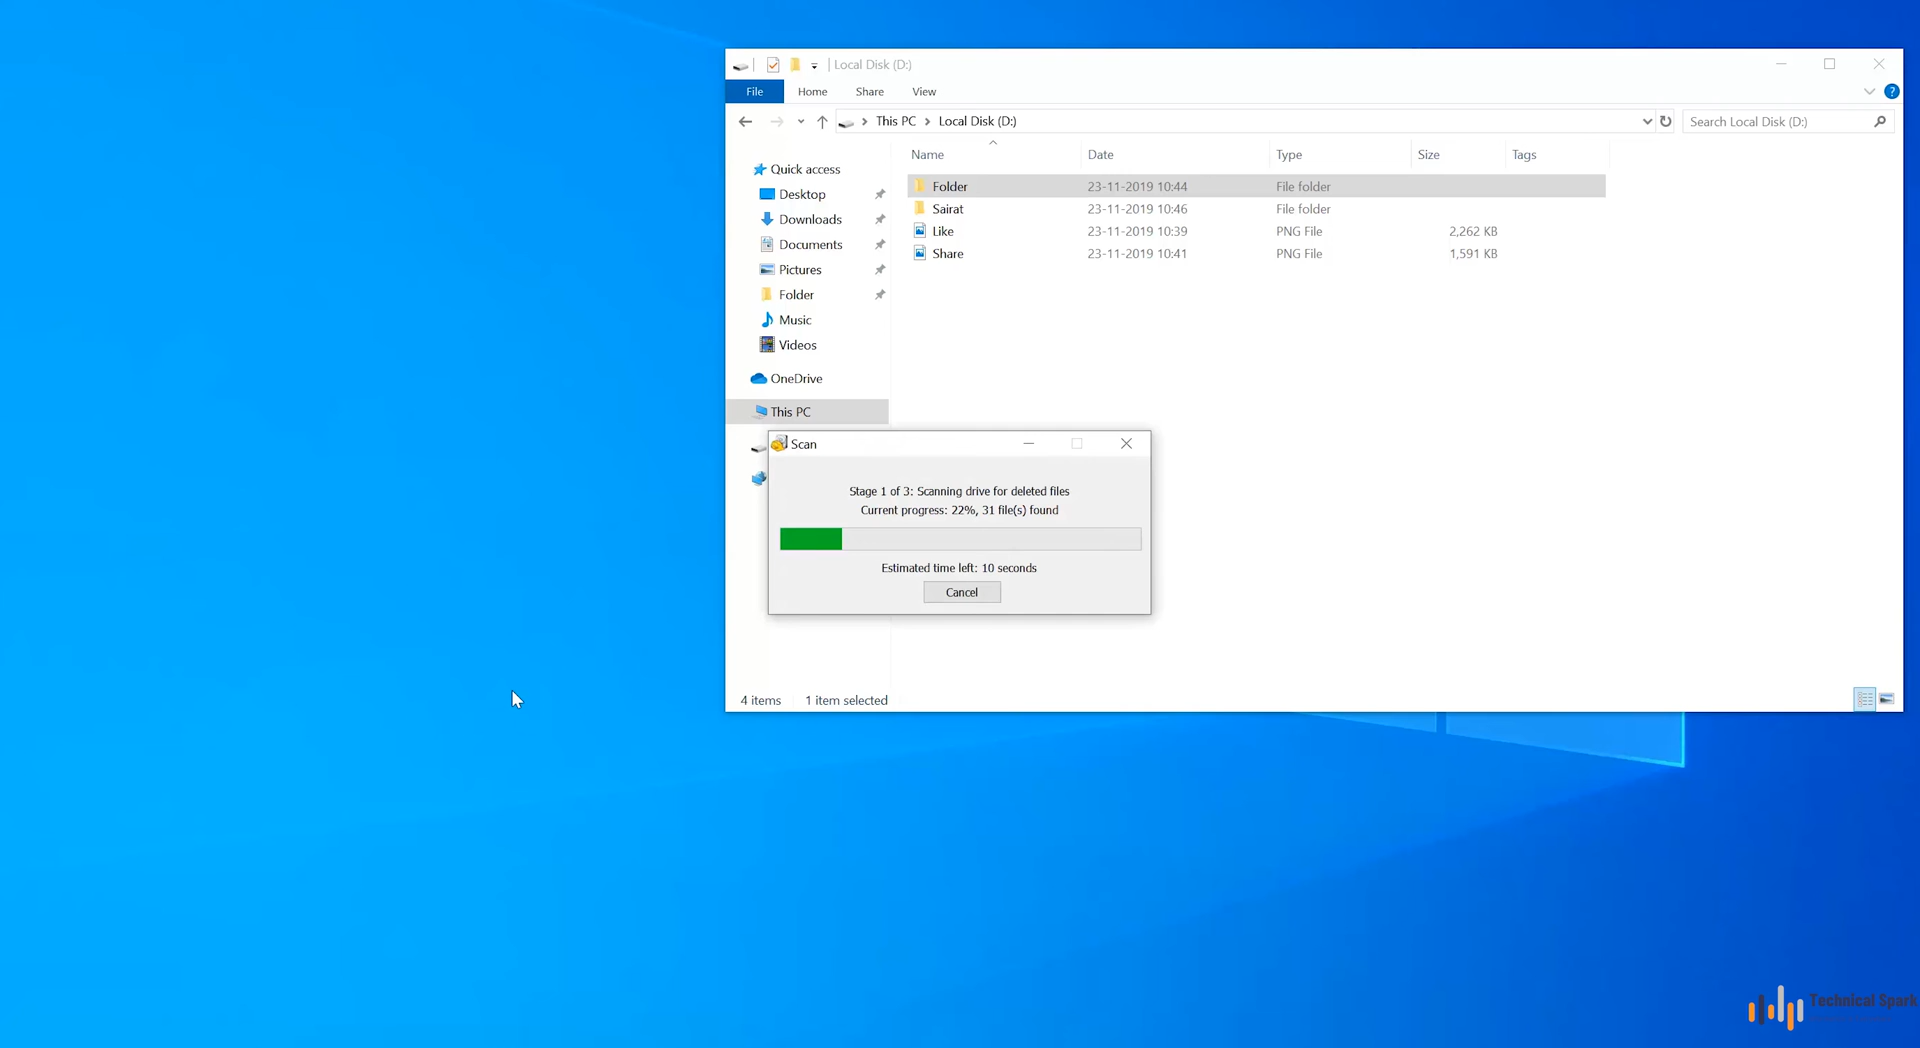 Local Disk (D:)
File Home Share View
This PC Local Disk (D:) Search Local Disk (D:)
Name Date Type Size Tags
Quick access
Desktop
Downloads
Documents
Pictures
Folder
Music
Videos
OneDrive
This PC
Folder 23-11-2019 10:44 File folder
Sairat 23-11-2019 10:46 File folder
Like 23-11-2019 10:39 PNG File 2,262 KB
Share 23-11-2019 10:41 PNG File 1,591 KB
Scan
Stage 1 of 3: Scanning drive for deleted files
Current progress: 22%, 31 file(s) found
Estimated time left: 10 seconds
Cancel
4 items 1 item selected
Technical Spark